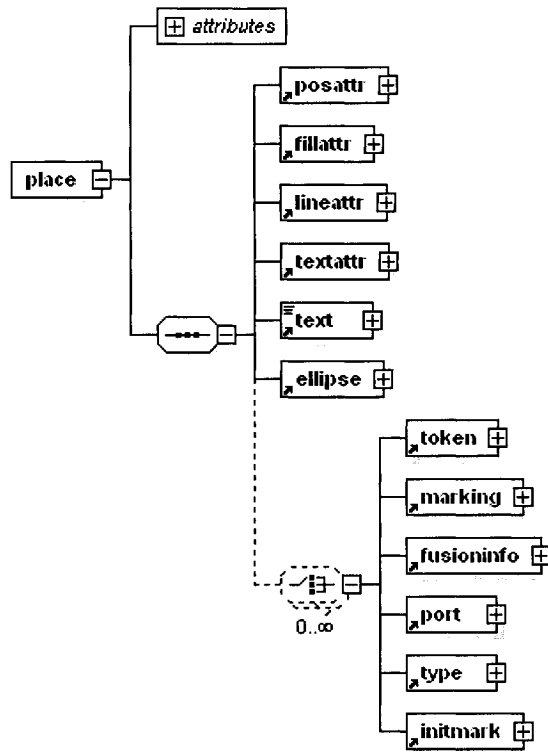 attributes
posattr
fillattr
place
lineattr
textattr
text
ellipse
token
marking
fusioninfo
0..∞
port
type
initmark